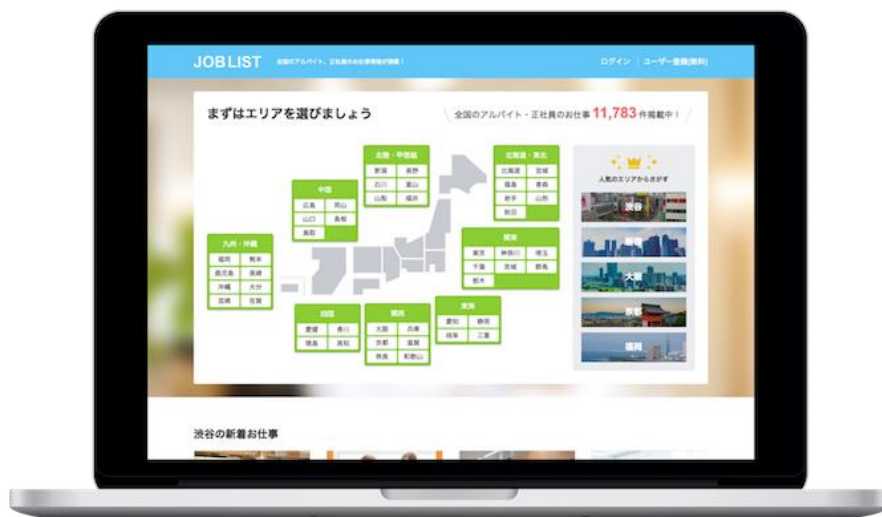 JOB LIST
全国のアルバイト、正社員のお仕事情報が満載！
ログイン | ユーザー登録(無料)
まずはエリアを選びましょう
全国のアルバイト・正社員のお仕事 11,783 件掲載中！
北陸・甲信越
新潟 長野
石川 富山
山梨 福井
北海道・東北
北海道 宮城
福島 青森
岩手 山形
秋田
人気のエリアからさがす
渋谷
新宿
大阪
京都
福岡
中国
広島 岡山
山口 島根
鳥取
九州・沖縄
福岡 熊本
鹿児島 長崎
沖縄 大分
宮崎 佐賀
関東
東京 神奈川 埼玉
千葉 茨城 群馬
栃木
四国
愛媛 香川
徳島 高知
関西
大阪 兵庫
京都 滋賀
奈良 和歌山
東海
愛知 静岡
岐阜 三重
渋谷の新着お仕事